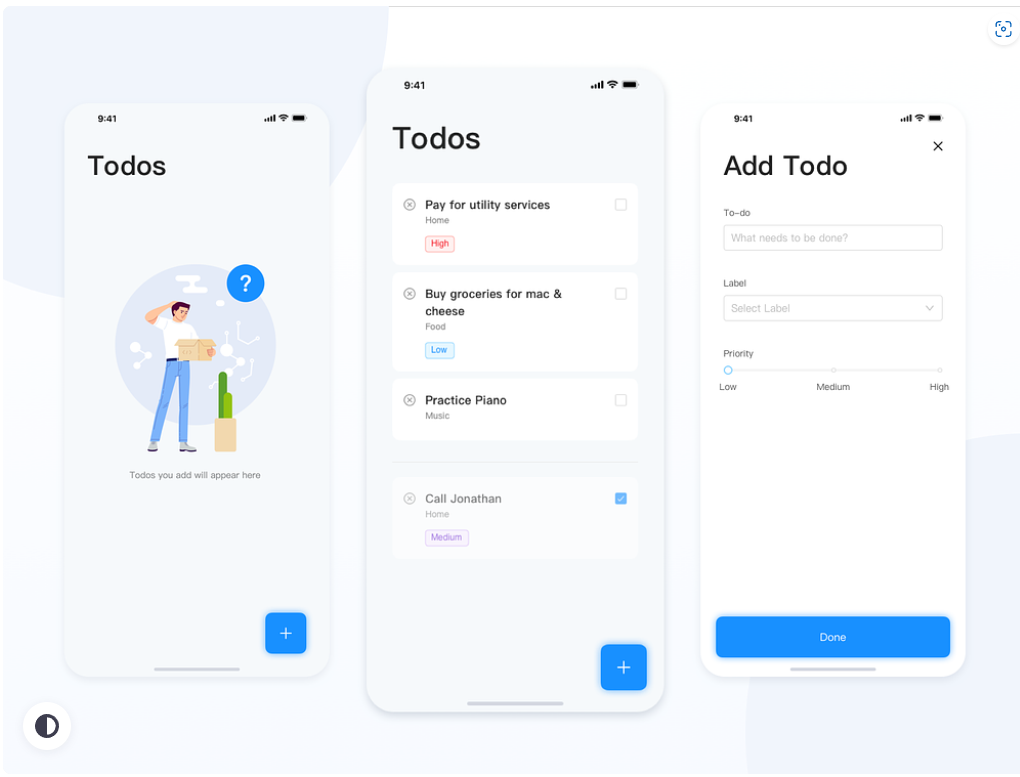 9:41
Todos
?
Todos you add will appear here
+
9:41
Todos
Pay for utility services
Home
High
Buy groceries for mac &
cheese
Food
Low
Practice Piano
Music
Call Jonathan
Home
Medium
+
9:41
Add Todo
To-do
What needs to be done?
Label
Select Label
Priority
Low Medium High
Done